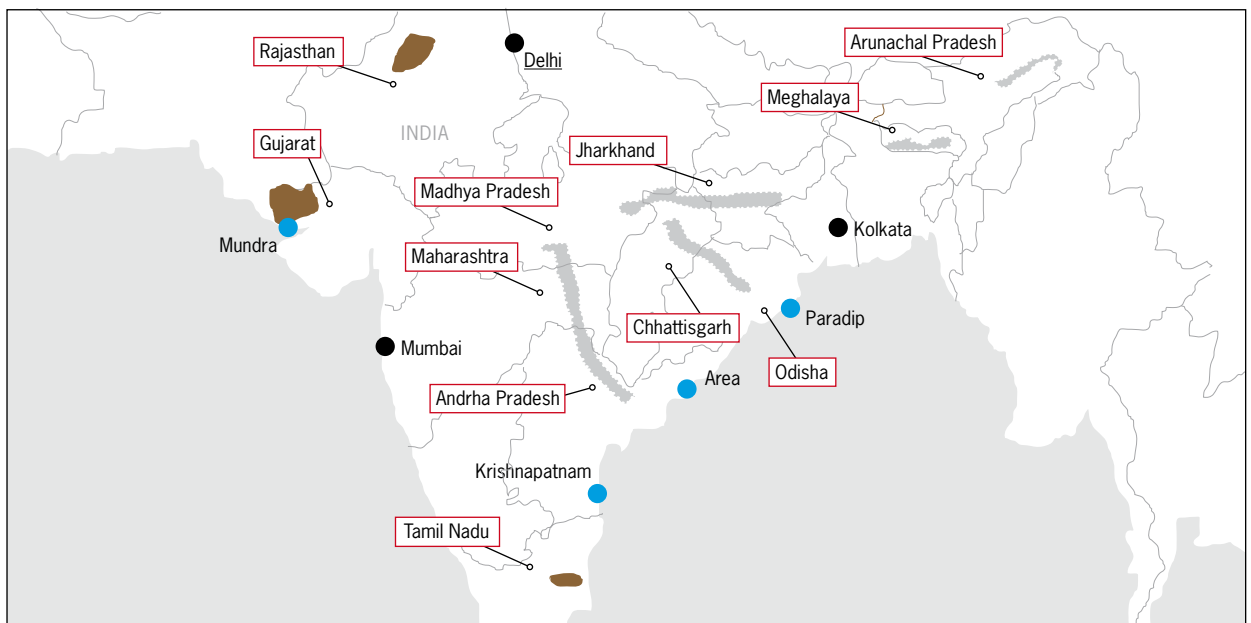 Arunachal Pradesh
Rajasthan
Delhi
Meghalaya
INDIA
Gujarat
Jharkhand
Madhya Pradesh
Mundra
Kolkata
Maharashtra
Paradip
Chhattisgarh
Mumbai
Odisha
Area
Andrha Pradesh
Krishnapatnam
Tamil Nadu